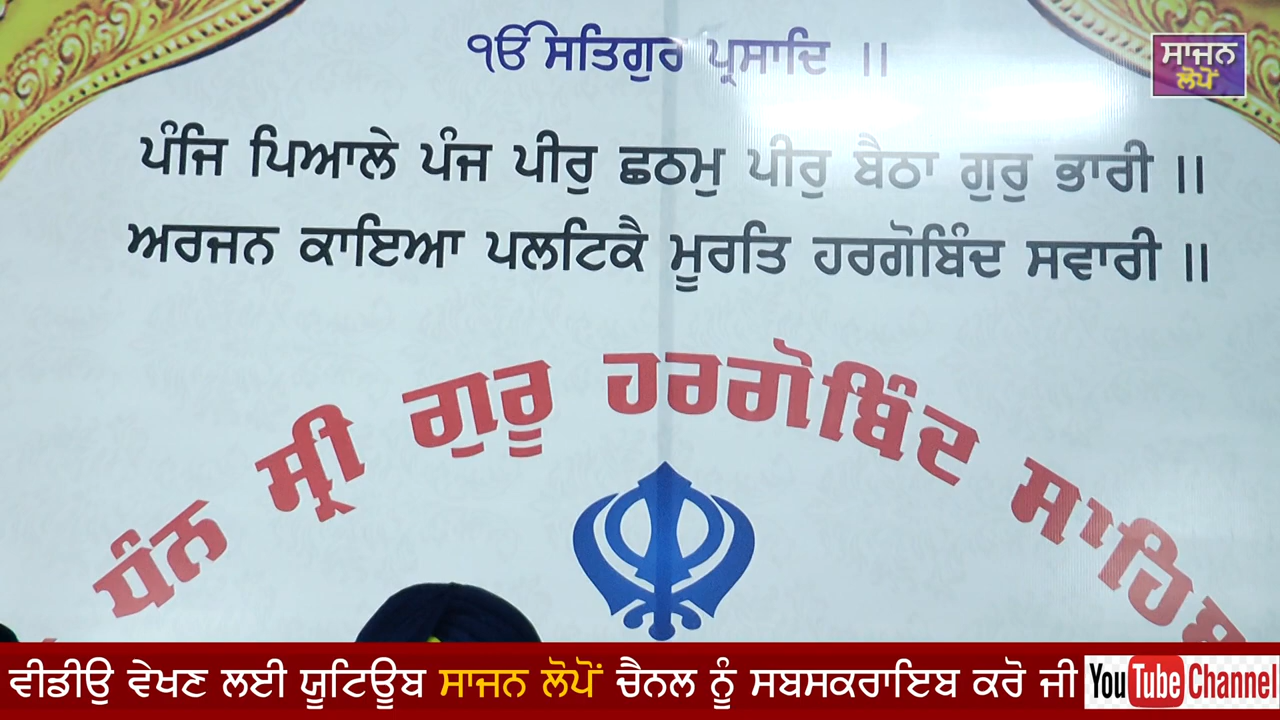 ੴ ਸਤਿਗੁਰ ਪ੍ਰਸਾਦਿ ॥
ਸਾਜਨ
ਲੋਪੋਂ
ਪੰਜਿ ਪਿਆਲੇ ਪੰਜ ਪੀਰੁ ਛਠਮੁ ਪੀਰੁ ਬੈਠਾ ਗੁਰੁ ਭਾਰੀ ॥
ਅਰਜਨ ਕਾਇਆ ਪਲਟਿਕੈ ਮੂਰਤਿ ਹਰਗੋਬਿੰਦ ਸਵਾਰੀ ॥
ਧੰਨ ਸ੍ਰੀ ਗੁਰੂ ਹਰਗੋਬਿੰਦ ਸਾਹਿਬ
ਵੀਡੀਉ ਵੇਖਣ ਲਈ ਯੂਟਿਊਬ ਸਾਜਨ ਲੋਪੋਂ ਚੈਨਲ ਨੂੰ ਸਬਸਕਰਾਇਬ ਕਰੋ ਜੀ YouTube Channel